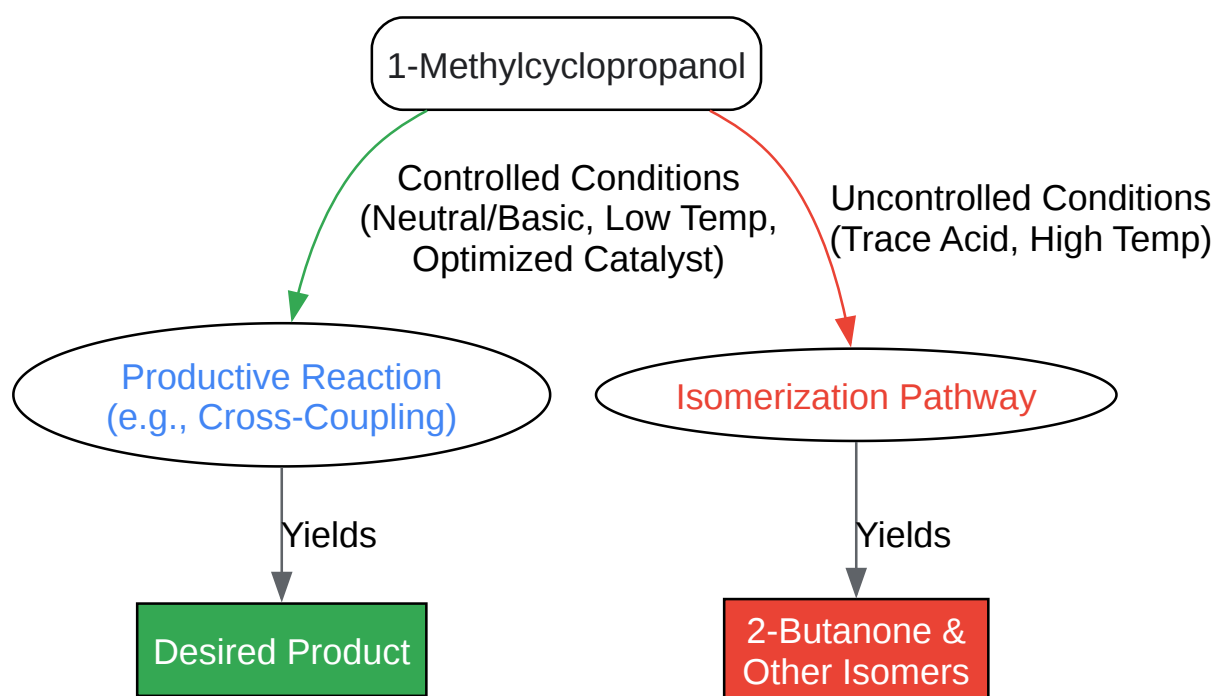 1-Methylcyclopropanol
Controlled Conditions
(Neutral/Basic, Low Temp,
Optimized Catalyst)
Uncontrolled Conditions
(Trace Acid, High Temp)
Productive Reaction
(e.g., Cross-Coupling)
Isomerization Pathway
Yields
Yields
Desired Product
2-Butanone &
Other Isomers